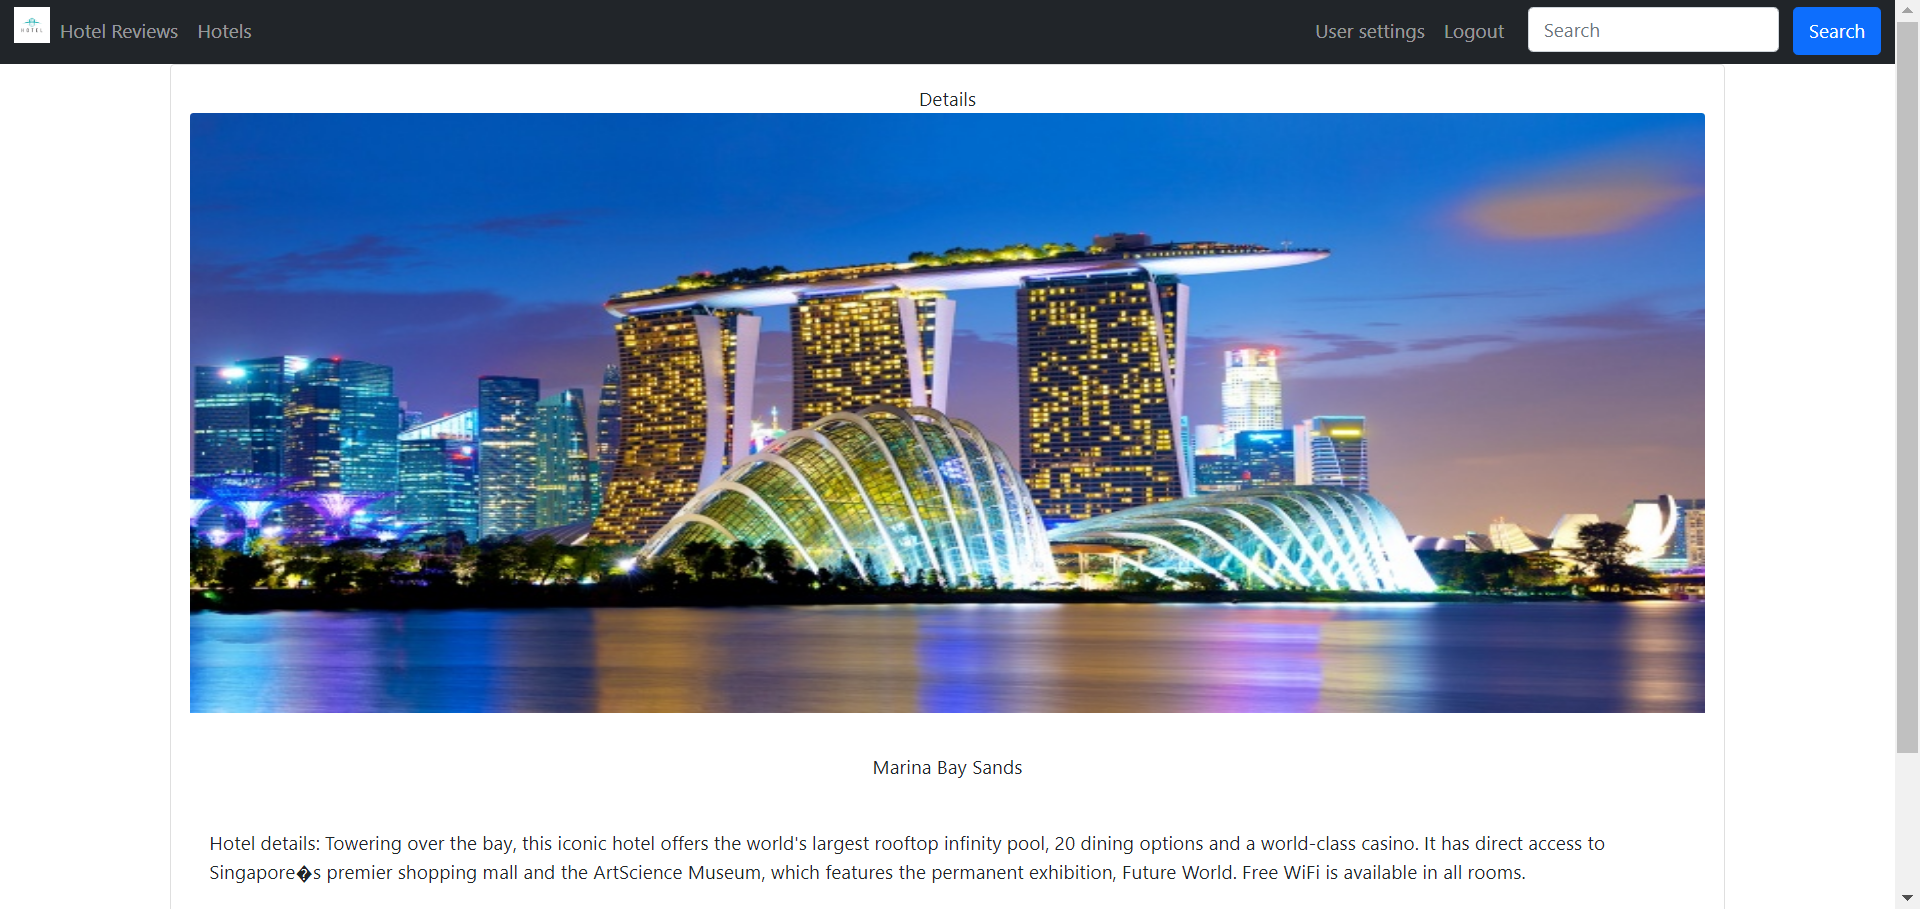 HOTEL
Hotel Reviews
Hotels
User settings
Logout
Search
Search
Details
Marina Bay Sands
Hotel details: Towering over the bay, this iconic hotel offers the world's largest rooftop infinity pool, 20 dining options and a world-class casino. It has direct access to
Singapore�s premier shopping mall and the ArtScience Museum, which features the permanent exhibition, Future World. Free WiFi is available in all rooms.